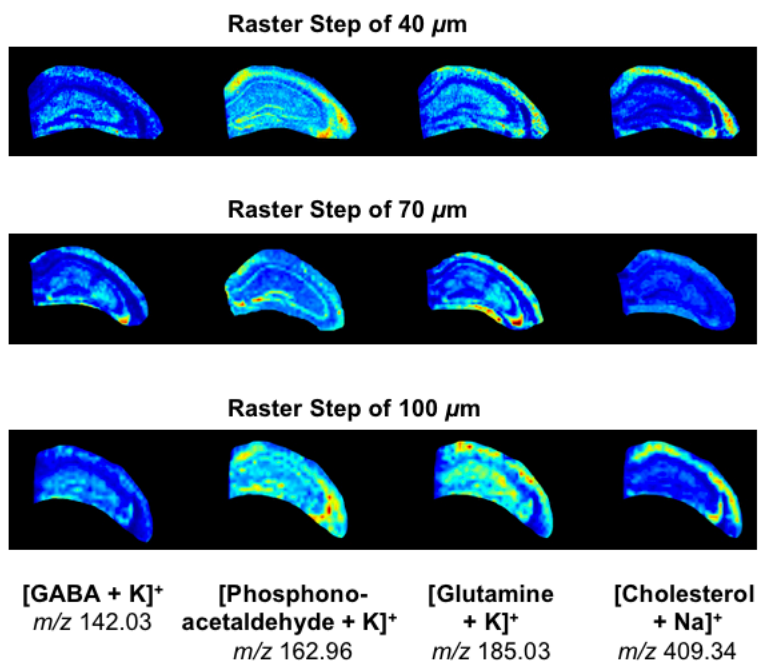 Raster Step of 40 µm
Raster Step of 70 µm
Raster Step of 100 µm
[GABA + K]⁺
m/z 142.03
[Phosphono-
acetaldehyde + K]⁺
m/z 162.96
[Glutamine
+ K]⁺
m/z 185.03
[Cholesterol
+ Na]⁺
m/z 409.34